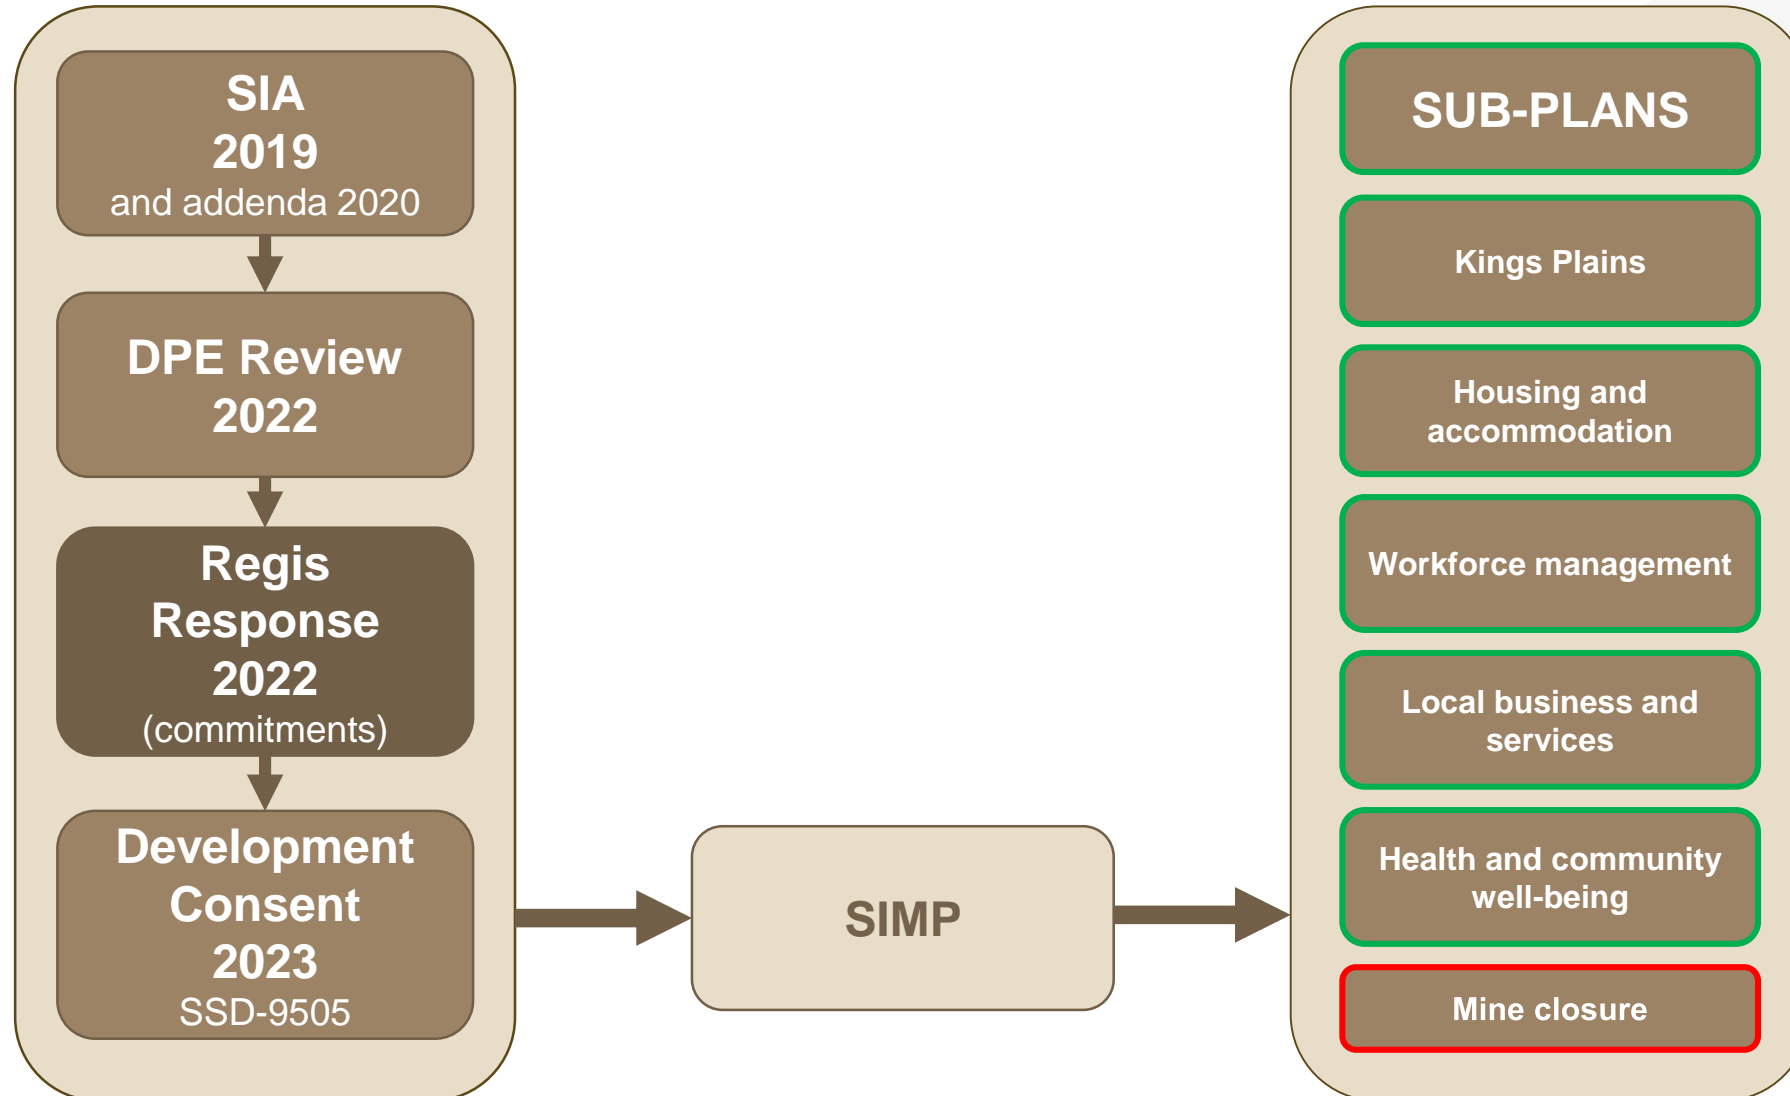 SIA
2019
and addenda 2020
DPE Review
2022
Regis
Response
2022
(commitments)
Development
Consent
2023
SSD-9505
SIMP
SUB-PLANS
Kings Plains
Housing and
accommodation
Workforce management
Local business and
services
Health and community
well-being
Mine closure